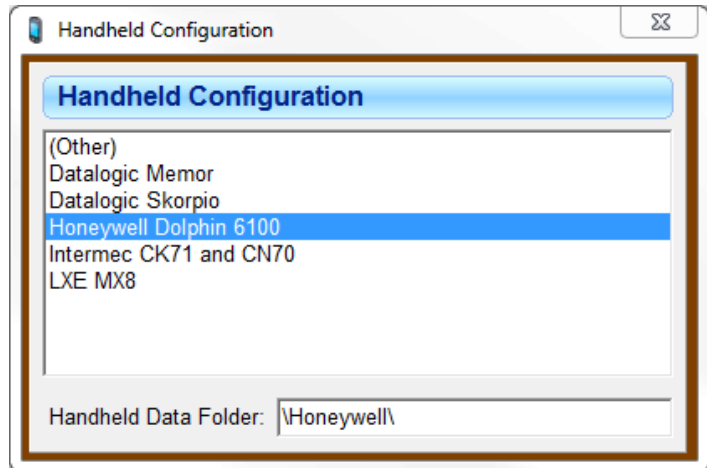 Handheld Configuration
Handheld Configuration
(Other)
Datalogic Memor
Datalogic Skorpio
Honeywell Dolphin 6100
Intermec CK71 and CN70
LXE MX8
Handheld Data Folder: \Honeywell\